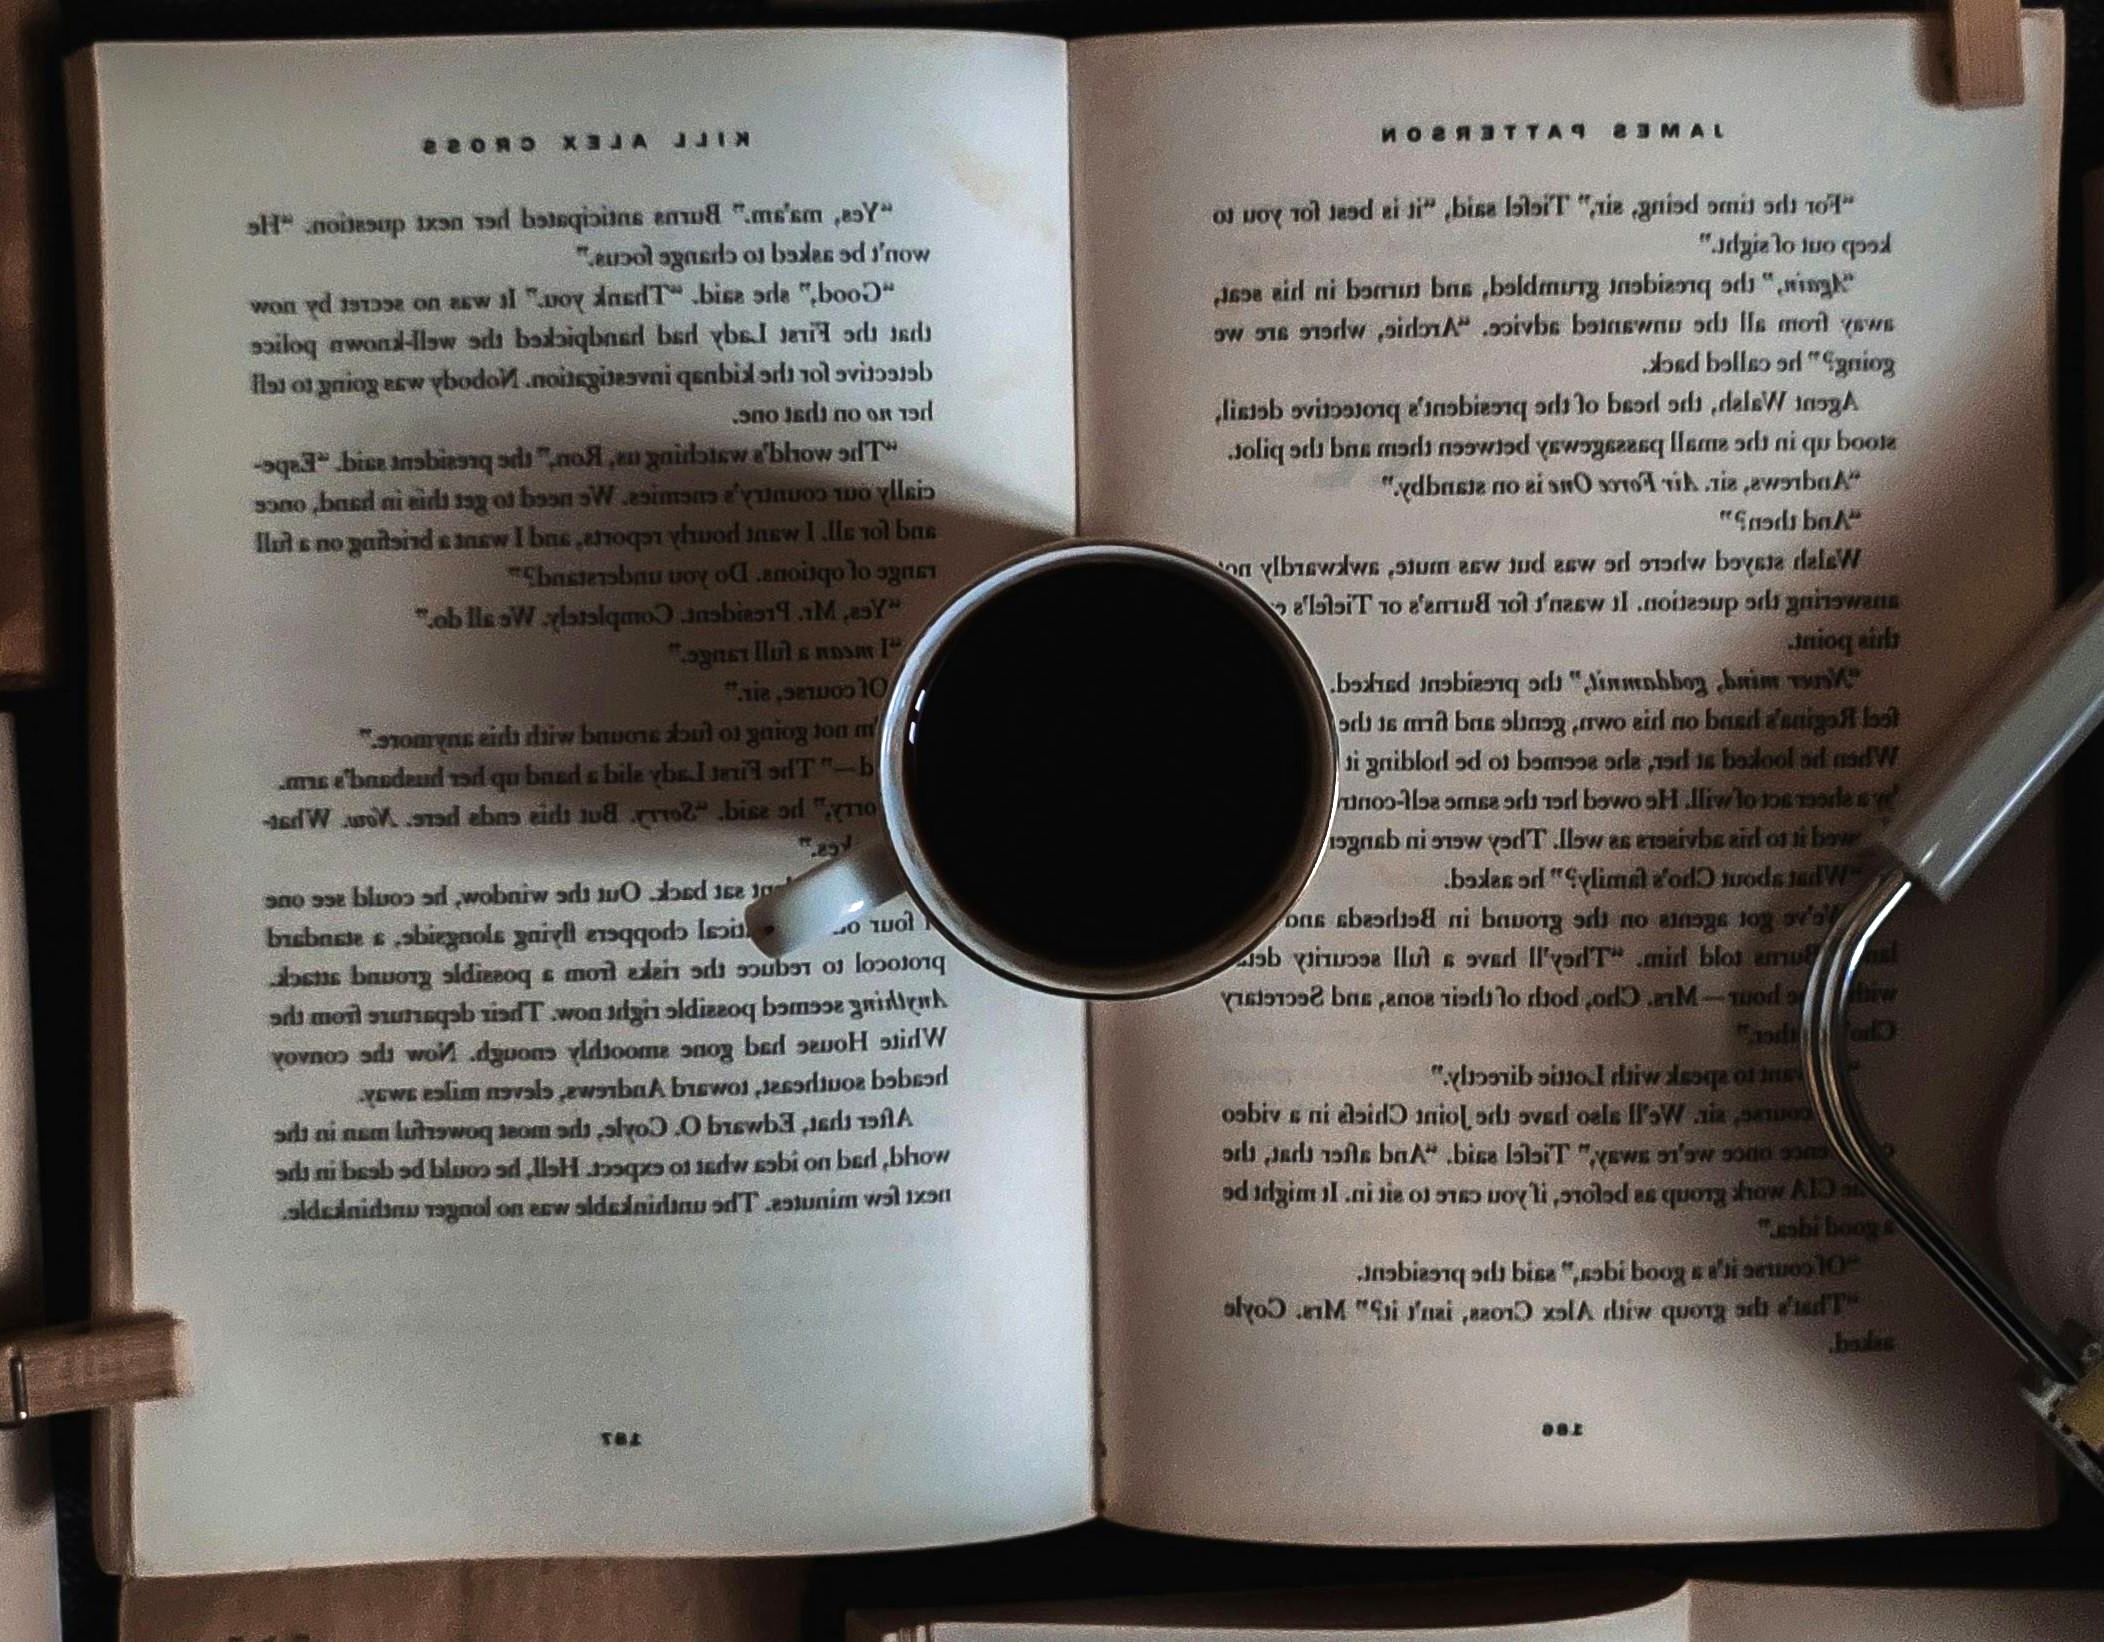 JAMES PATTERSON
“For the time being, sir,” Tiefel said, “it is best for you to
keep out of sight.”
“Again,” the president grumbled, and turned in his seat,
away from all the unwanted advice. “Archie, where are we
going?” he called back.
Agent Walsh, the head of the president's protective detail,
stood up in the small passageway between them and the pilot.
“Andrews, sir. Air Force One is on standby.”
“And then?”
Walsh stayed where he was but was mute, awkwardly not
answering the question. It wasn't for Burns's or Tiefel's
this point.
“Never mind, goddamnit,” the president barked.
feel Regina's hand on his own, gentle and firm at the
When he looked at her, she seemed to be holding it
by a sheer act of will. He owed her the same self-contr
it to his advisers as well. They were in danger
“What about Cho's family?” he asked.
“We've got agents on the ground in Bethesda and
Burns told him. “They'll have a full security
hour—Mrs. Cho, both of their sons, and Secretary
“ to speak with Lottie directly.”
course, sir. We'll also have the Joint Chiefs in a video
once we're away,” Tiefel said. “And after that, the
CIA work group as before, if you care to sit in. It might be
a good idea.”
“Of course it's a good idea,” said the president.
“That's the group with Alex Cross, isn't it?” Mrs. Coyle
asked.
186
KILL ALEX CROSS
“Yes, ma'am.” Burns anticipated her next question. “He
won't be asked to change focus.”
“Good,” she said. “Thank you.” It was no secret by now
that the First Lady had handpicked the well-known police
detective for the kidnap investigation. Nobody was going to tell
her no on that one.
“The world's watching us, Ron,” the president said. “Espe-
cially our country's enemies. We need to get this in hand, once
and for all. I want hourly reports, and I want a briefing on a full
range of options. Do you understand?”
“Yes, Mr. President. Completely. We all do.”
“I mean a full range.”
Of course, sir.”
'm not going to fuck around with this anymore.”
d—” The First Lady slid a hand up her husband's arm.
orry,” he said. “Sorry. But this ends here. Now. What-
kes.”
sat back. Out the window, he could see one
four tical choppers flying alongside, a standard
protocol to reduce the risks from a possible ground attack.
Anything seemed possible right now. Their departure from the
White House had gone smoothly enough. Now the convoy
headed southeast, toward Andrews, eleven miles away.
After that, Edward O. Coyle, the most powerful man in the
world, had no idea what to expect. Hell, he could be dead in the
next few minutes. The unthinkable was no longer unthinkable.
187